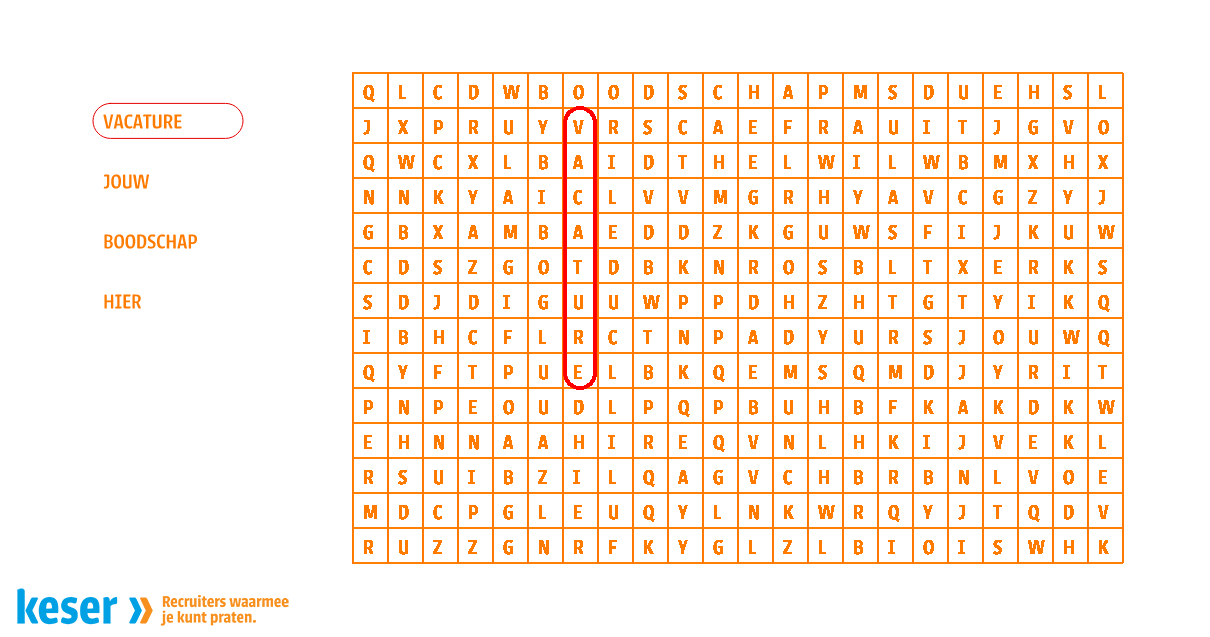 VACATURE
JOUW
BOODSCHAP
HIER
Q L C D W B O O D S C H A P M S D U E H S L
J X P R U Y V R S C A E F R A U I T J G V O
Q W C X L B A I D T H E L W I L W B M X H X
N N K Y A I C L V V M G R H Y A V C G Z Y J
G B X A M B A E D D Z K G U W S F I J K U W
C D S Z G O T D B K N R O S B L T X E R K S
S D J D I G U U W P P D H Z H T G T Y I K Q
I B H C F L R C T N P A D Y U R S J O U W Q
Q Y F T P U E L B K Q E M S Q M D J Y R I T
P N P E O U D L P Q P B U H B F K A K D K W
E H N N A A H I R E Q V N L H K I J V E K L
R S U I B Z I L Q A G V C H B R B N L V O E
M D C P G L E U Q Y L N K W R Q Y J T Q D V
R U Z Z G N R F K Y G L Z L B I O I S W H K
keser
Recruiters waarmee
je kunt praten.